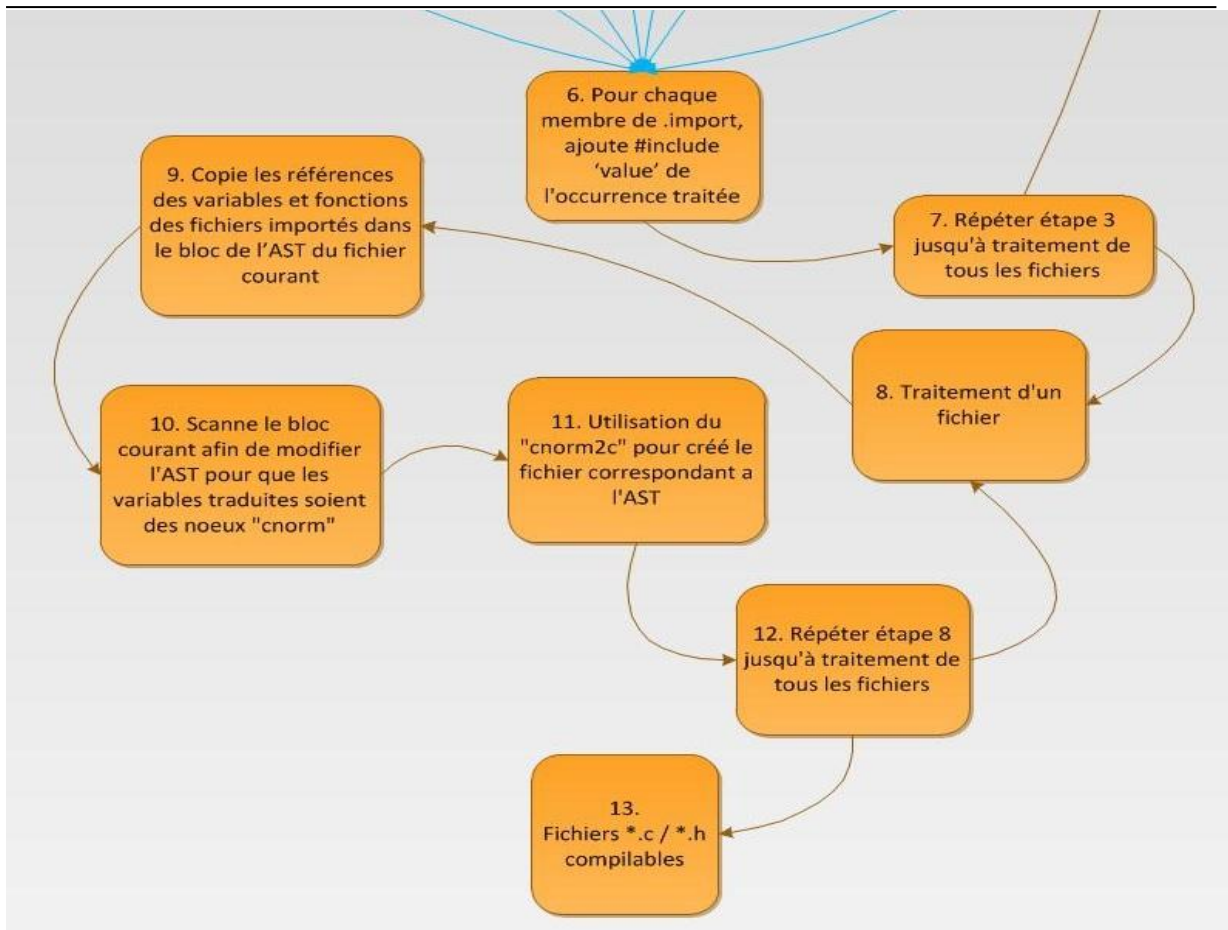 6. Pour chaque
membre de .import,
ajoute #include
‘value’ de
l'occurrence traitée
7. Répéter étape 3
jusqu'à traitement de
tous les fichiers
8. Traitement d'un
fichier
9. Copie les références
des variables et fonctions
des fichiers importés dans
le bloc de l’AST du fichier
courant
10. Scanne le bloc
courant afin de modifier
l'AST pour que les
variables traduites soient
des noeux "cnorm"
11. Utilisation du
"cnorm2c" pour créé le
fichier correspondant a
l'AST
12. Répéter étape 8
jusqu'à traitement de
tous les fichiers
13.
Fichiers *.c / *.h
compilables